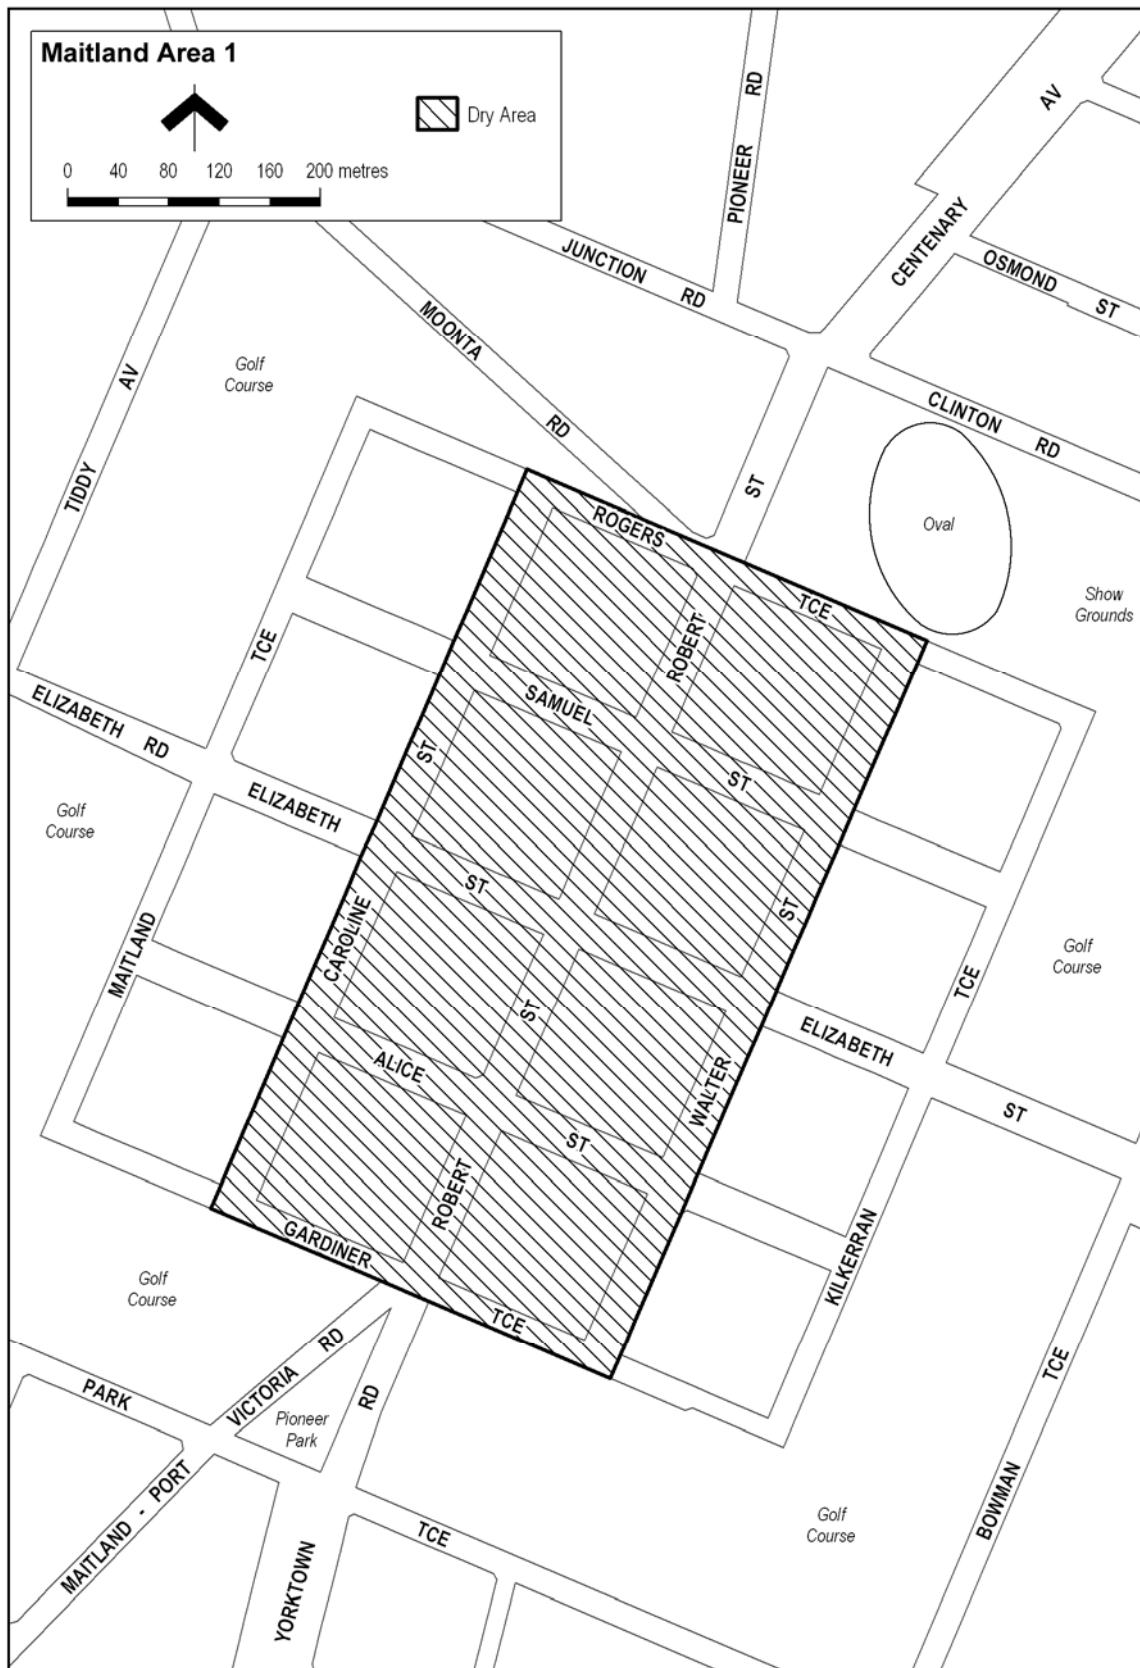 Maitland Area 1
Dry Area
0 40 80 120 160 200 metres
PIONEER RD
CENTENARY AV
OSMOND ST
JUNCTION RD
MOONTA RD
CLINTON RD
TIDDY AV
Golf
Course
ST
Oval
Show
Grounds
ROGERS TCE
ROBERT
TCE
SAMUEL ST
ST
ELIZABETH RD
ELIZABETH ST
Golf
Course
CAROLINE
ST
MAITLAND
ST
TCE
Golf
Course
ELIZABETH ST
ALICE ST
WALTER
ROBERT
KILKERRAN
GARDINER TCE
Golf
Course
VICTORIA RD
RD
PARK
Pioneer
Park
TCE
BOWMAN TCE
MAITLAND - PORT
YORKTOWN
Golf
Course